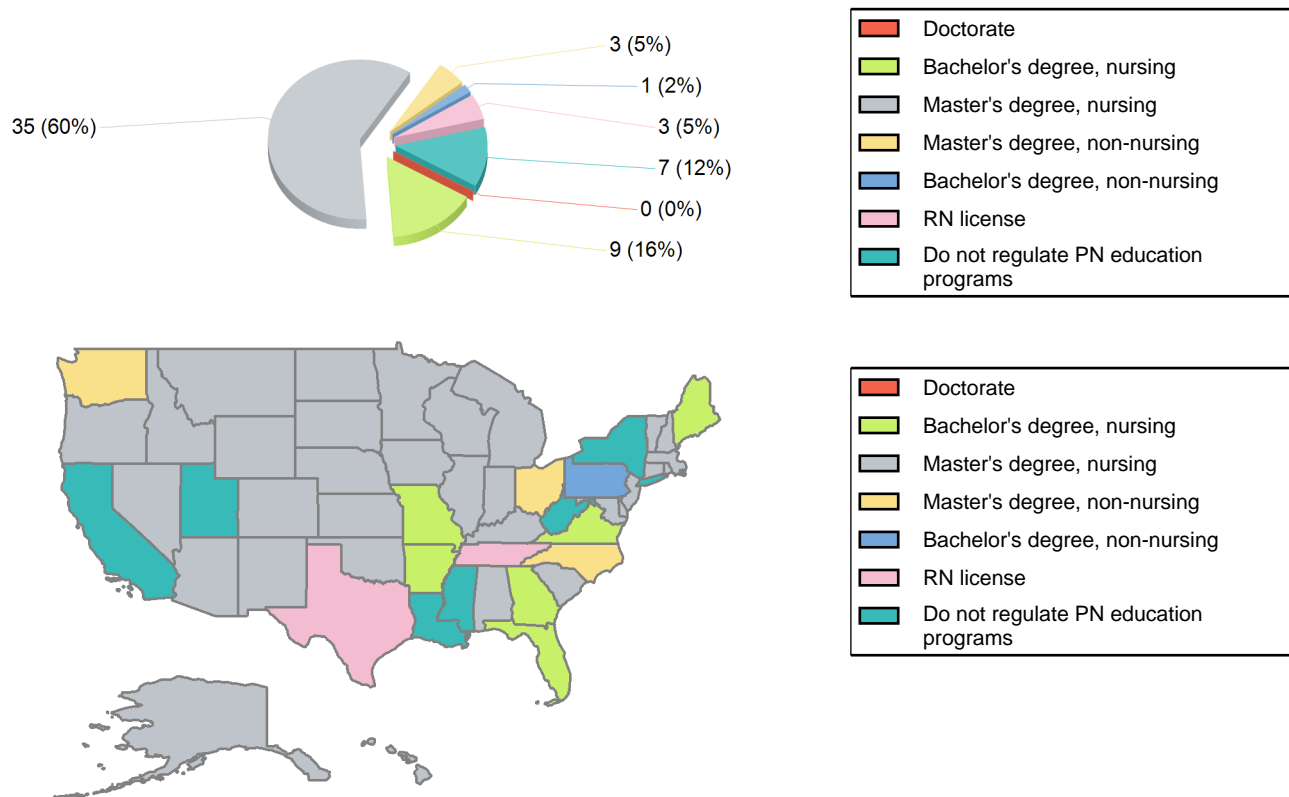 3 (5%)
1 (2%)
35 (60%)
3 (5%)
7 (12%)
0 (0%)
9 (16%)
Doctorate
Bachelor's degree, nursing
Master's degree, nursing
Master's degree, non-nursing
Bachelor's degree, non-nursing
RN license
Do not regulate PN education
programs
Doctorate
Bachelor's degree, nursing
Master's degree, nursing
Master's degree, non-nursing
Bachelor's degree, non-nursing
RN license
Do not regulate PN education
programs